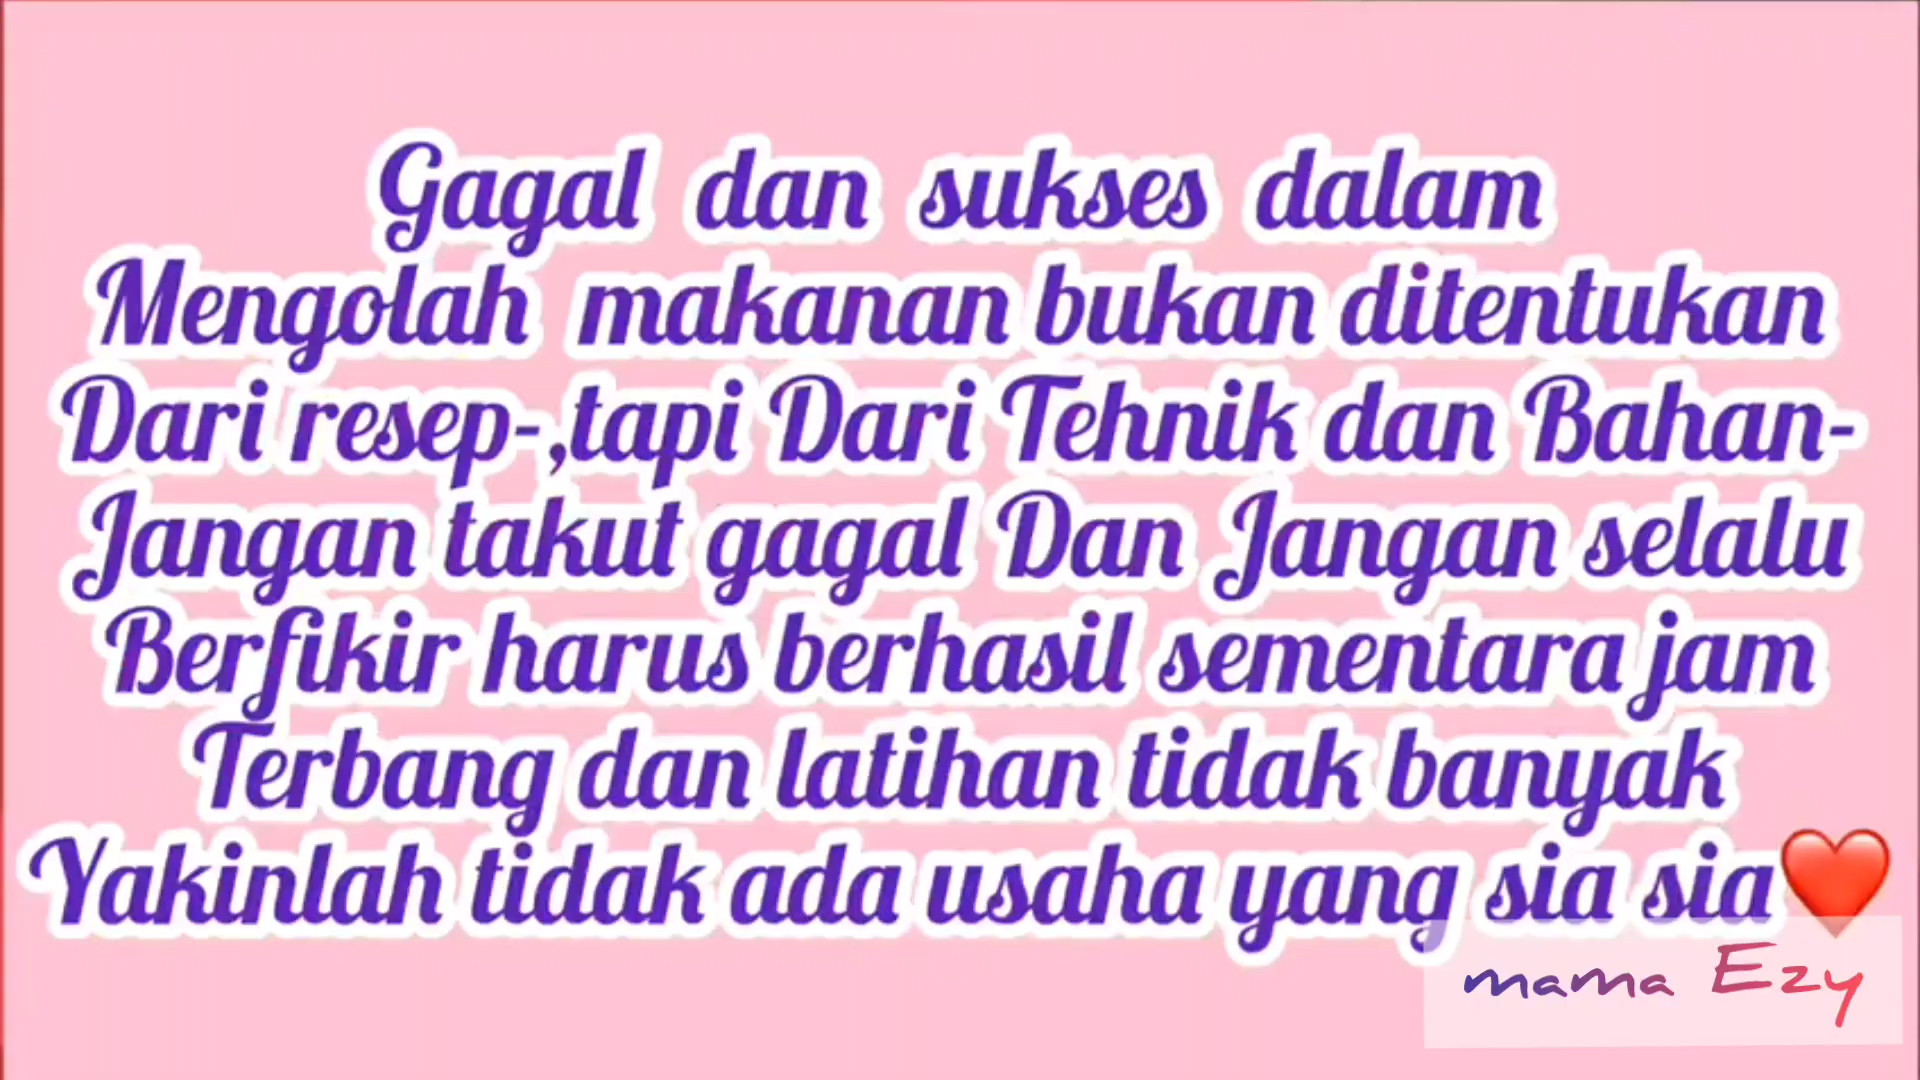 Gagal dan sukses dalam
Mengolah makanan bukan ditentukan
Dari resep-,tapi Dari Tehnik dan Bahan-
Jangan takut gagal Dan Jangan selalu
Berfikir harus berhasil sementara jam
Terbang dan latihan tidak banyak
Yakinlah tidak ada usaha yang sia sia❤️
mama Ezy